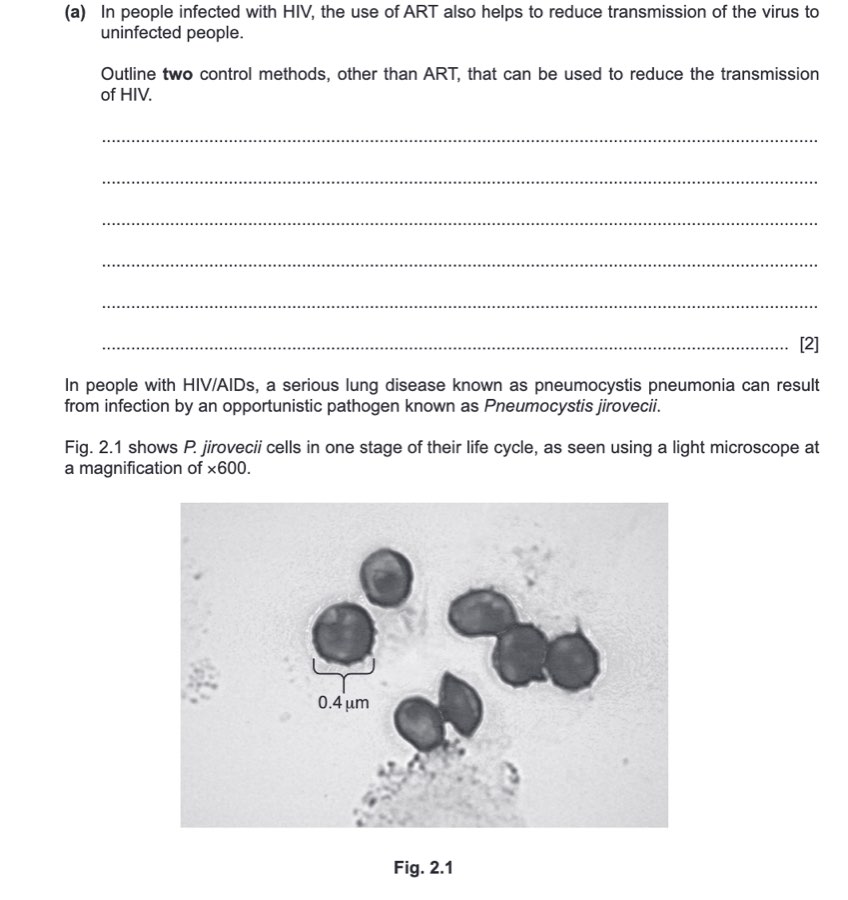 (a) In people infected with HIV, the use of ART also helps to reduce transmission of the virus to
uninfected people.
Outline two control methods, other than ART, that can be used to reduce the transmission
of HIV.
[2]
In people with HIV/AIDs, a serious lung disease known as pneumocystis pneumonia can result
from infection by an opportunistic pathogen known as Pneumocystis jirovecii.
Fig. 2.1 shows P. jirovecii cells in one stage of their life cycle, as seen using a light microscope at
a magnification of ×600.
0.4 µm
Fig. 2.1